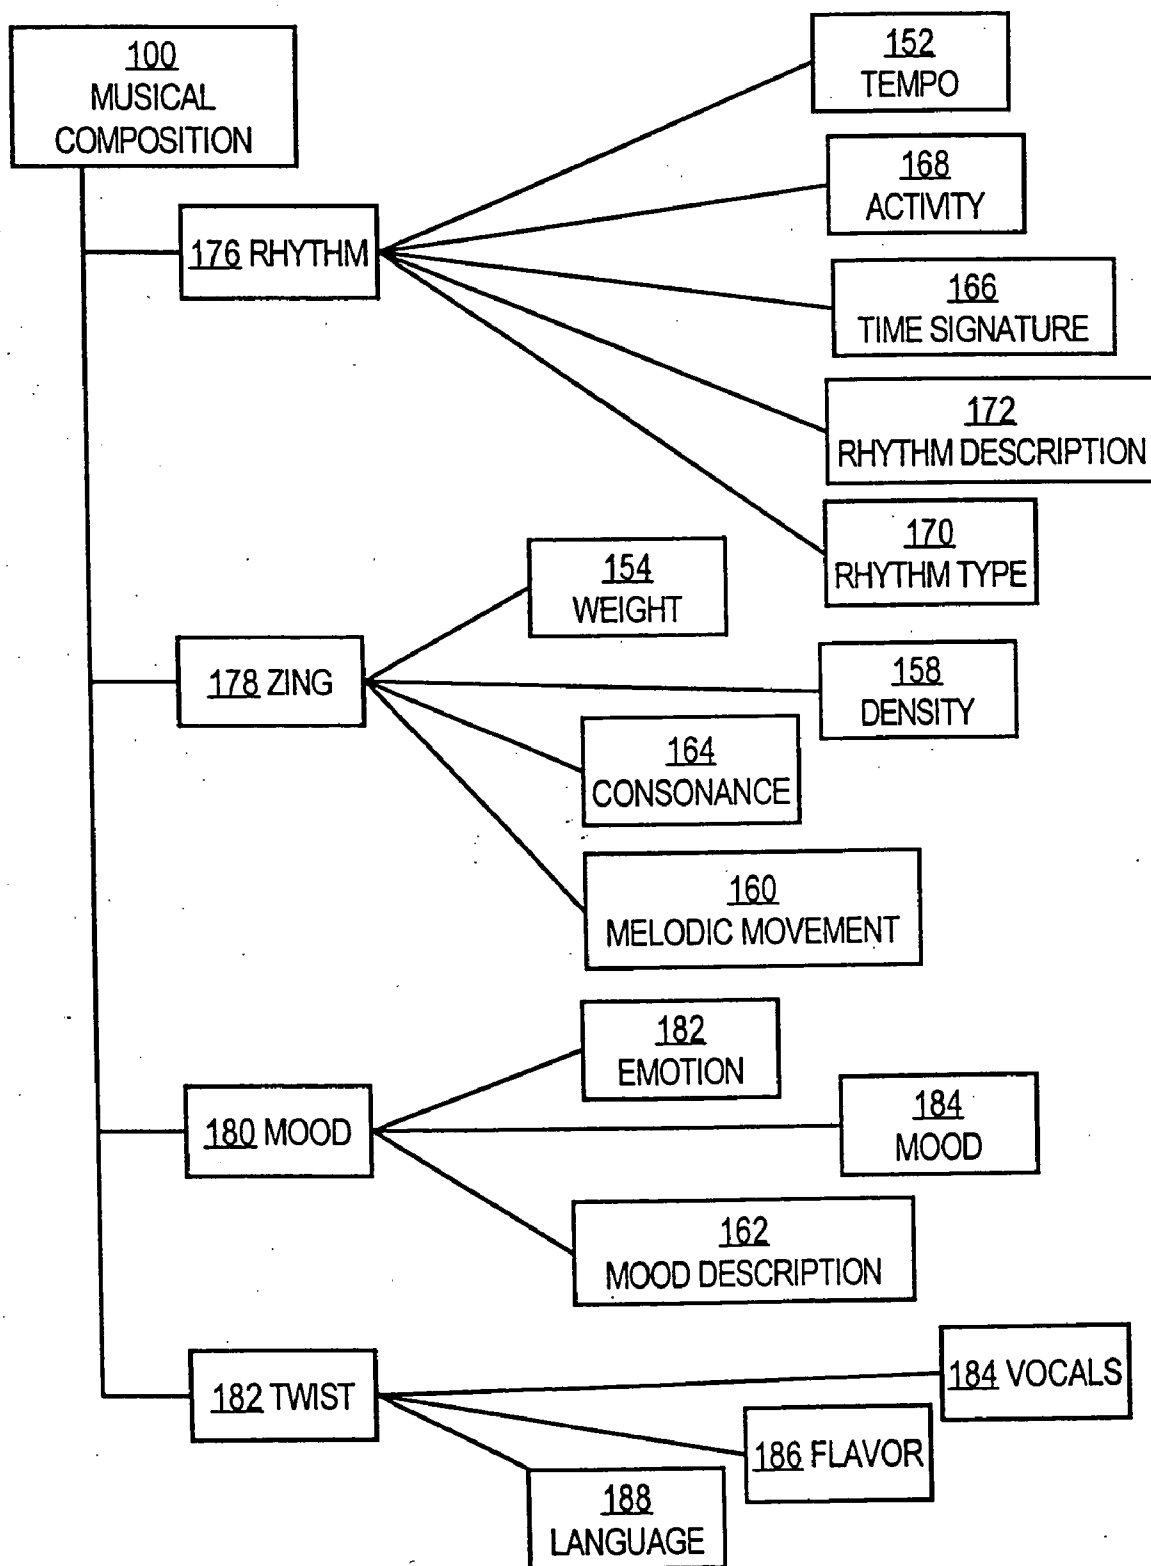 100
MUSICAL
COMPOSITION
152
TEMPO
168
ACTIVITY
176 RHYTHM
166
TIME SIGNATURE
172
RHYTHM DESCRIPTION
170
RHYTHM TYPE
154
WEIGHT
178 ZING
158
DENSITY
164
CONSONANCE
160
MELODIC MOVEMENT
182
EMOTION
180 MOOD
184
MOOD
162
MOOD DESCRIPTION
182 TWIST
184 VOCALS
186 FLAVOR
188
LANGUAGE